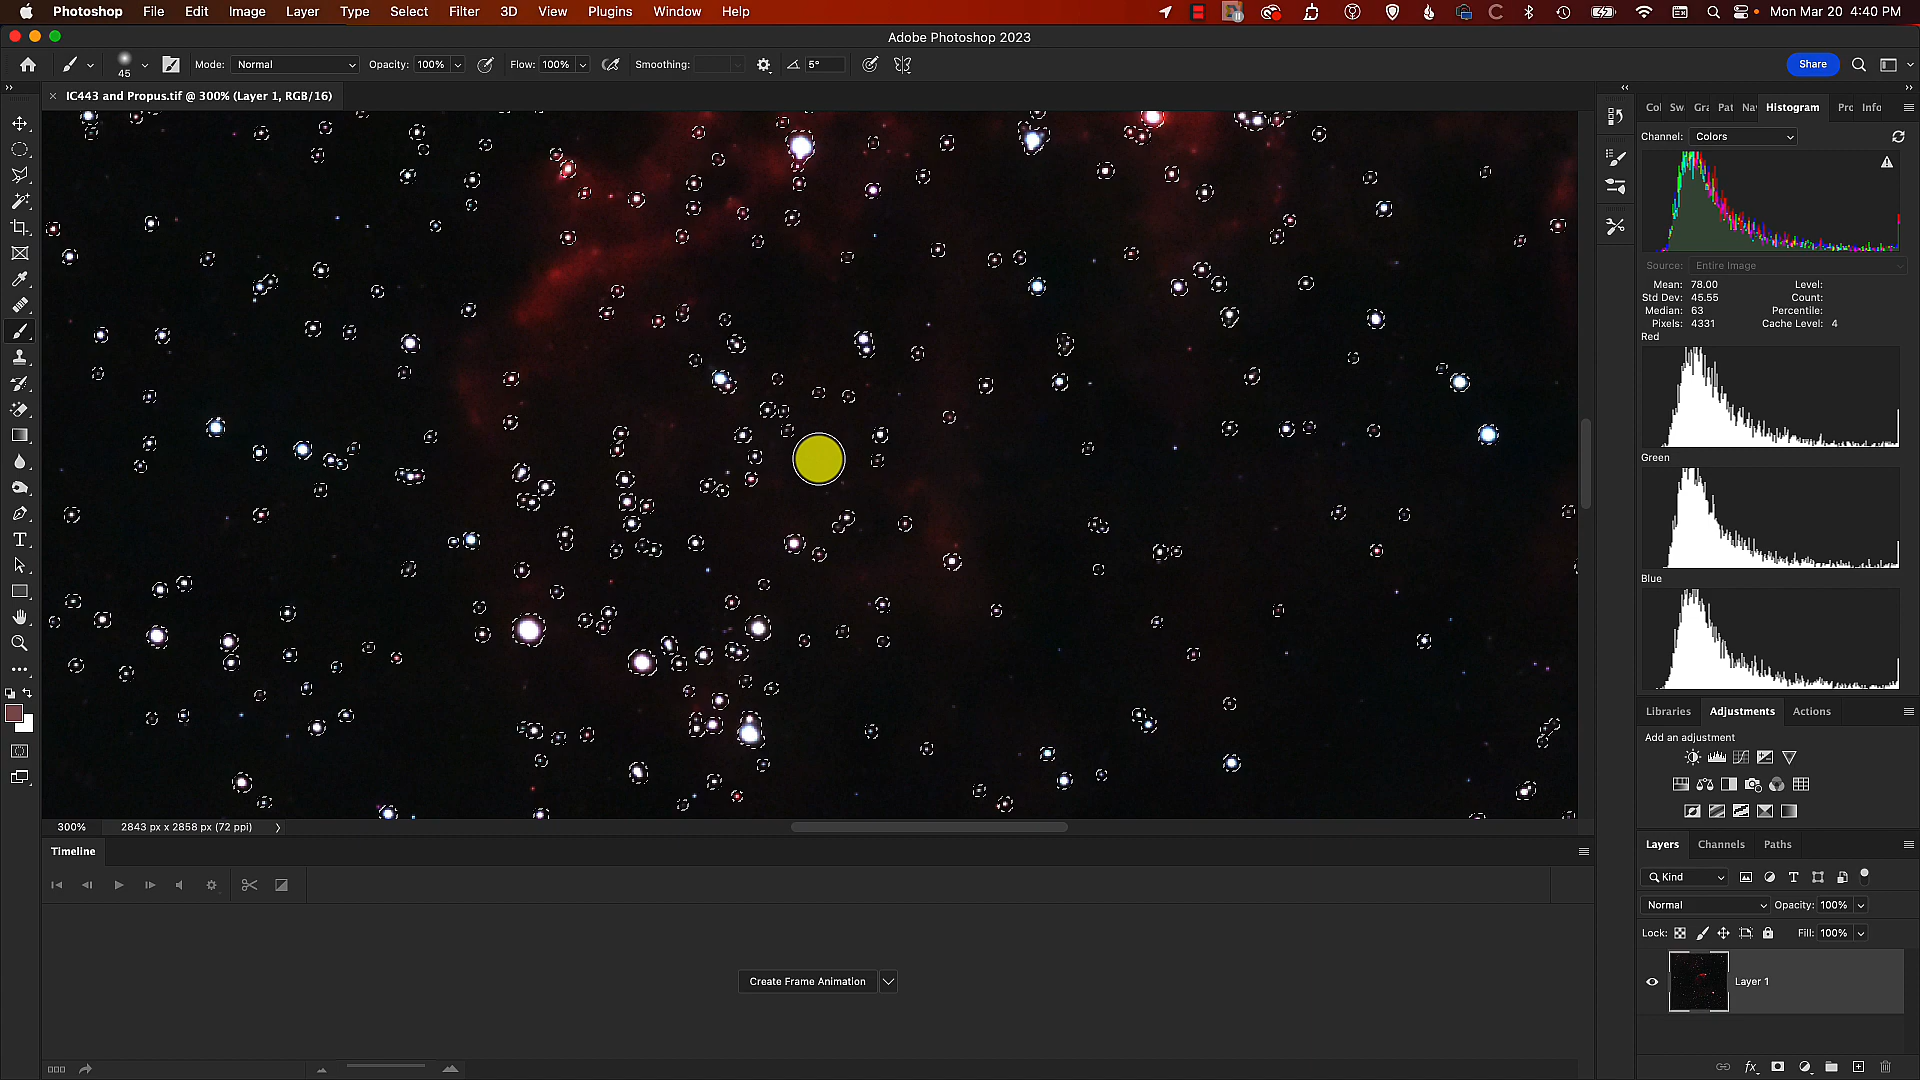 Photoshop File Edit Image Layer Type Select Filter 3D View Plugins Window Help Mon Mar 20 4:40 PM
Adobe Photoshop 2023
45 Mode: Normal Opacity: 100% Flow: 100% Smoothing: 5° Share
× IC443 and Propus.tif @ 300% (Layer 1, RGB/16)
Col Sw Gra Pat Na Histogram Pro Info
Channel: Colors
Source: Entire Image
Mean: 78.00 Level:
Std Dev: 45.55 Count:
Median: 63 Percentile:
Pixels: 4331 Cache Level: 4
Red
Green
Blue
Libraries Adjustments Actions
Add an adjustment
300% 2843 px x 2858 px (72 ppi)
Timeline
Create Frame Animation
Layers Channels Paths
Kind
Normal Opacity: 100%
Lock: Fill: 100%
Layer 1
fx